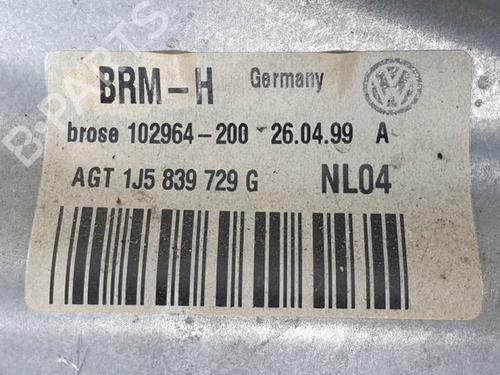 BRM-H Germany
brose 102964-200 26.04.99 A
AGT 1J5 839 729 G NL04
B-PARTS